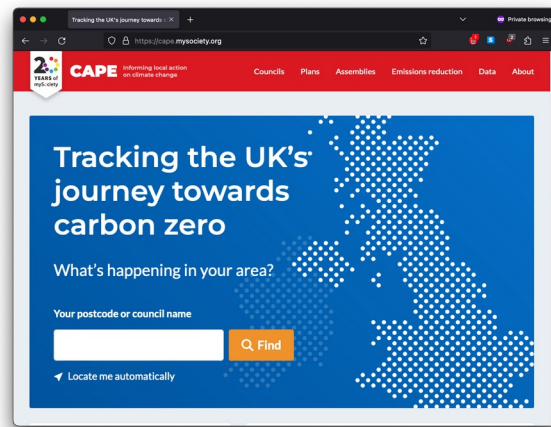 Tracking the UK's journey towards c
Private browsing
https://cape.mysociety.org
20
YEARS of
mySociety
CAPE
Informing local action
on climate change
Councils Plans Assemblies Emissions reduction Data About
Tracking the UK's
journey towards
carbon zero
What's happening in your area?
Your postcode or council name
Find
Locate me automatically